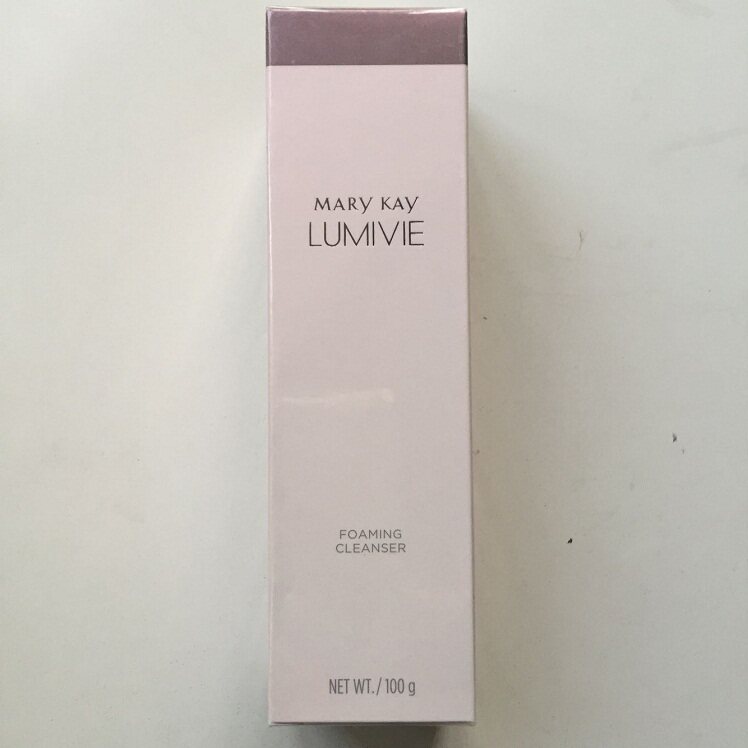 MARY KAY
LUMIVIE
FOAMING
CLEANSER
NET WT./100 g